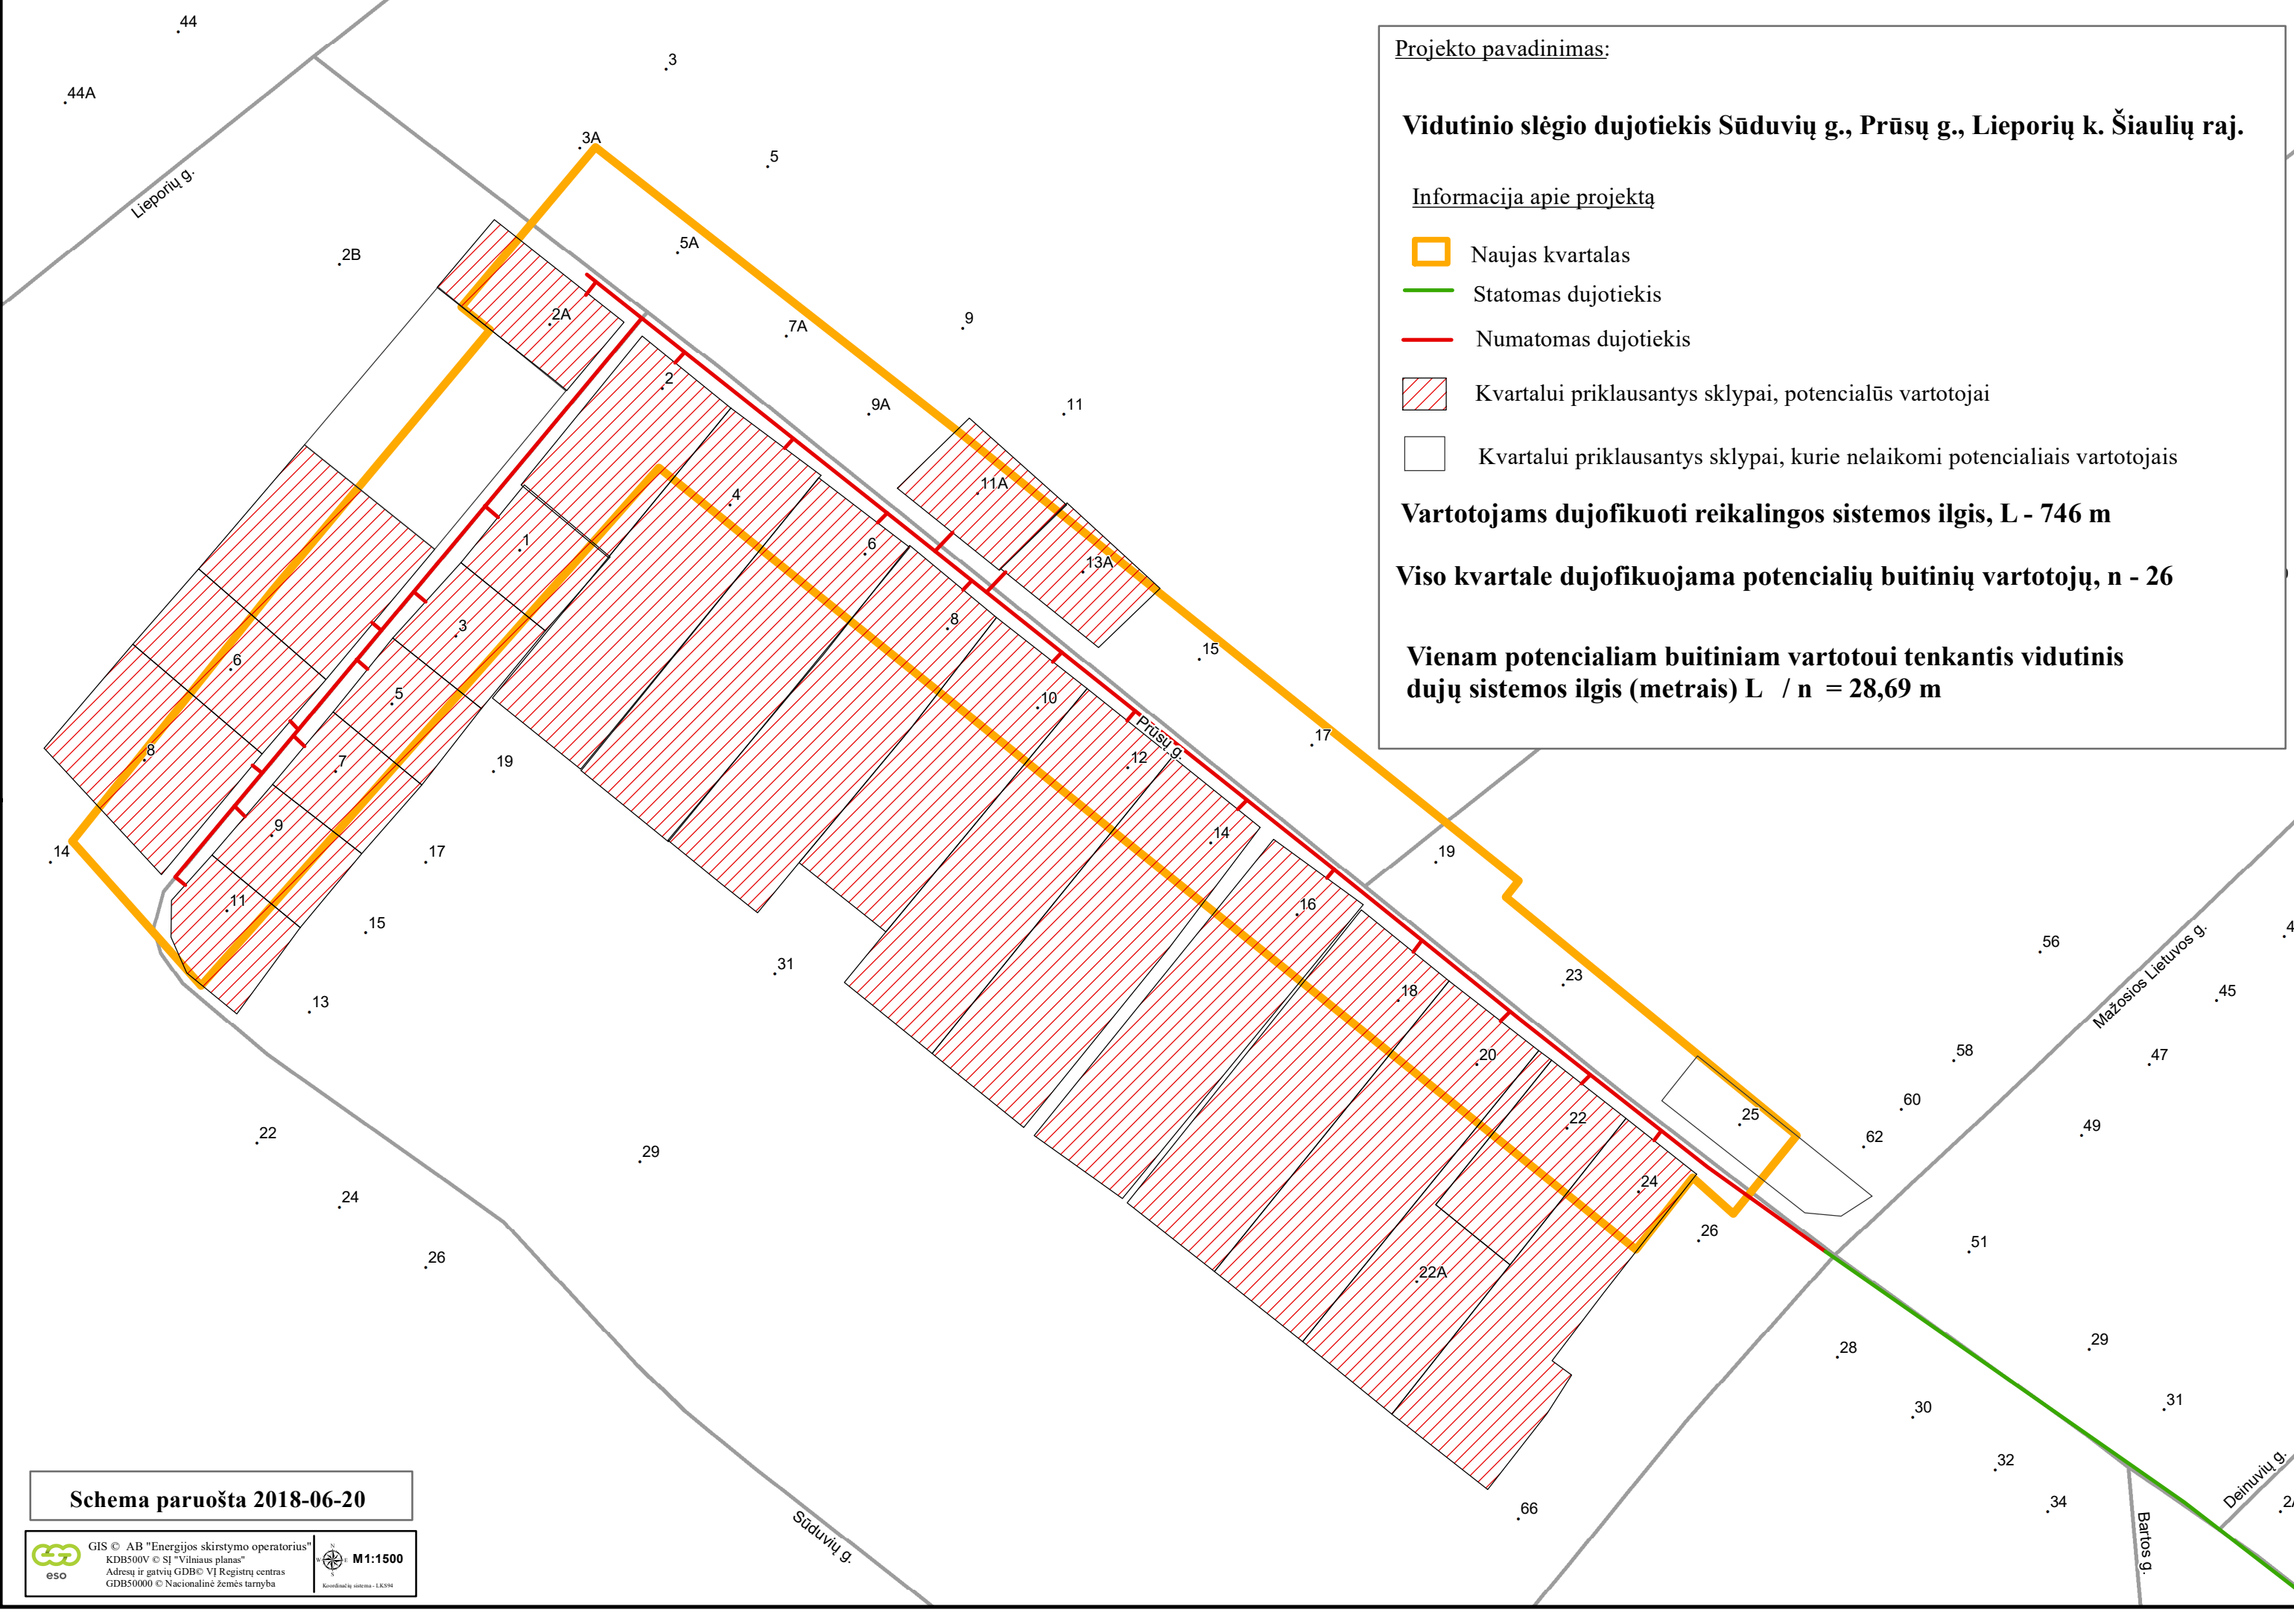 Projekto pavadinimas:
Vidutinio slėgio dujotiekis Sūduvių g., Prūsų g., Lieporių k. Šiaulių raj.
Informacija apie projektą
Naujas kvartalas
Statomas dujotiekis
Numatomas dujotiekis
Kvartalui priklausantys sklypai, potencialūs vartotojai
Kvartalui priklausantys sklypai, kurie nelaikomi potencialiais vartotojais
Vartotojams dujofikuoti reikalingos sistemos ilgis, L - 746 m
Viso kvartale dujofikuojama potencialių buitinių vartotojų, n - 26
Vienam potencialiam buitiniam vartotoui tenkantis vidutinis
dujų sistemos ilgis (metrais) L / n = 28,69 m
44
3
44A
3A
5
Lieporių g.
5A
2B
2A
7A
9
2
9A
11
4
11A
1
6
13A
3
8
15
6
5
10
17
Prūsų g.
8
7
19
12
9
14
14
17
19
11
16
15
56
Mažosios Lietuvos g.
4
31
23
18
45
13
58
47
20
60
25
22
49
22
62
29
24
24
26
51
26
22A
29
28
31
30
32
Deinuvių g.
34
2A
66
Bartos g.
Sūduvių g.
Schema paruošta 2018-06-20
eso
GIS © AB "Energijos skirstymo operatorius"
KDB500V © SĮ "Vilniaus planas"
Adresų ir gatvių GDB© VĮ Registrų centras
GDB50000 © Nacionalinė žemės tarnyba
N
W
E
S
M1:1500
Koordinačių sistema - LKS94